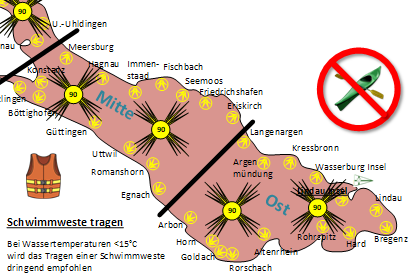 90
U.-Uhldingen
nau
Meersburg
Konstanz
Hagnau
Immen-
staad
Fischbach
Seemoos
Friedrichshafen
Eriskirch
90
Mitte
Böttighofen
Güttingen
90
Langenargen
Uttwil
Romanshorn
Argen
mündung
Kressbronn
Wasserburg Insel
Lindau Insel
Egnach
Lindau
Arbon
90
Ost
90
Schwimmweste tragen
Horn
Rohrspitz
Hard
Bregenz
Bei Wassertemperaturen <15°C
Goldach
Altenrhein
wird das Tragen einer Schwimmweste
Rorschach
dringend empfohlen